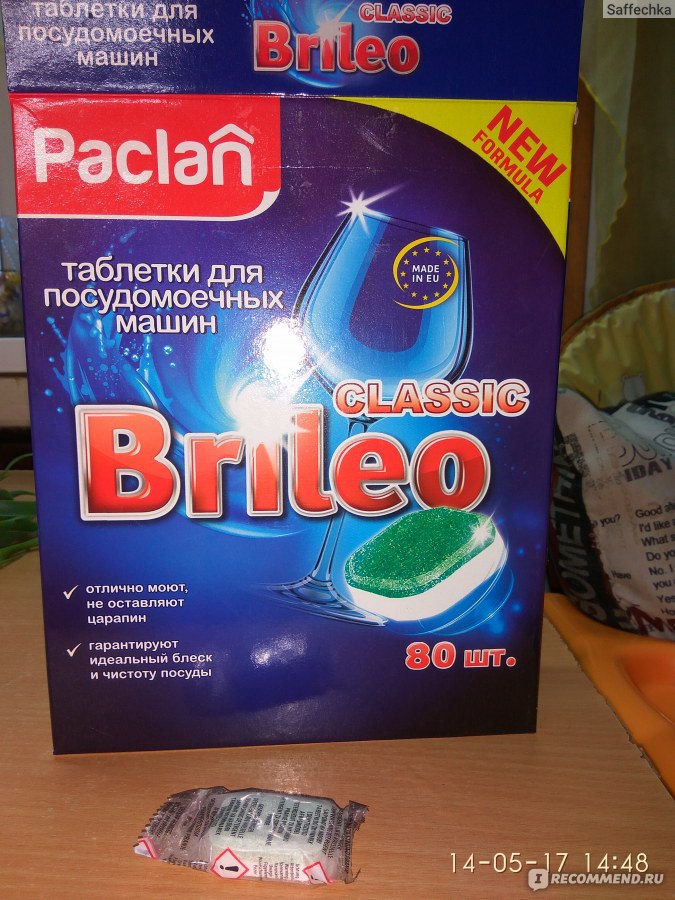 Saffechka
таблетки для
посудомоечных
машин
CLASSIC
Brileo
Paclan
NEW
FORMULA
таблетки для
посудомоечных
машин
MADE
IN EU
CLASSIC
Brileo
отлично моют,
не оставляют
царапин
гарантируют
идеальный блеск
и чистоту посуды
80 шт.
14-05-17 14:48
IRECOMMEND.RU